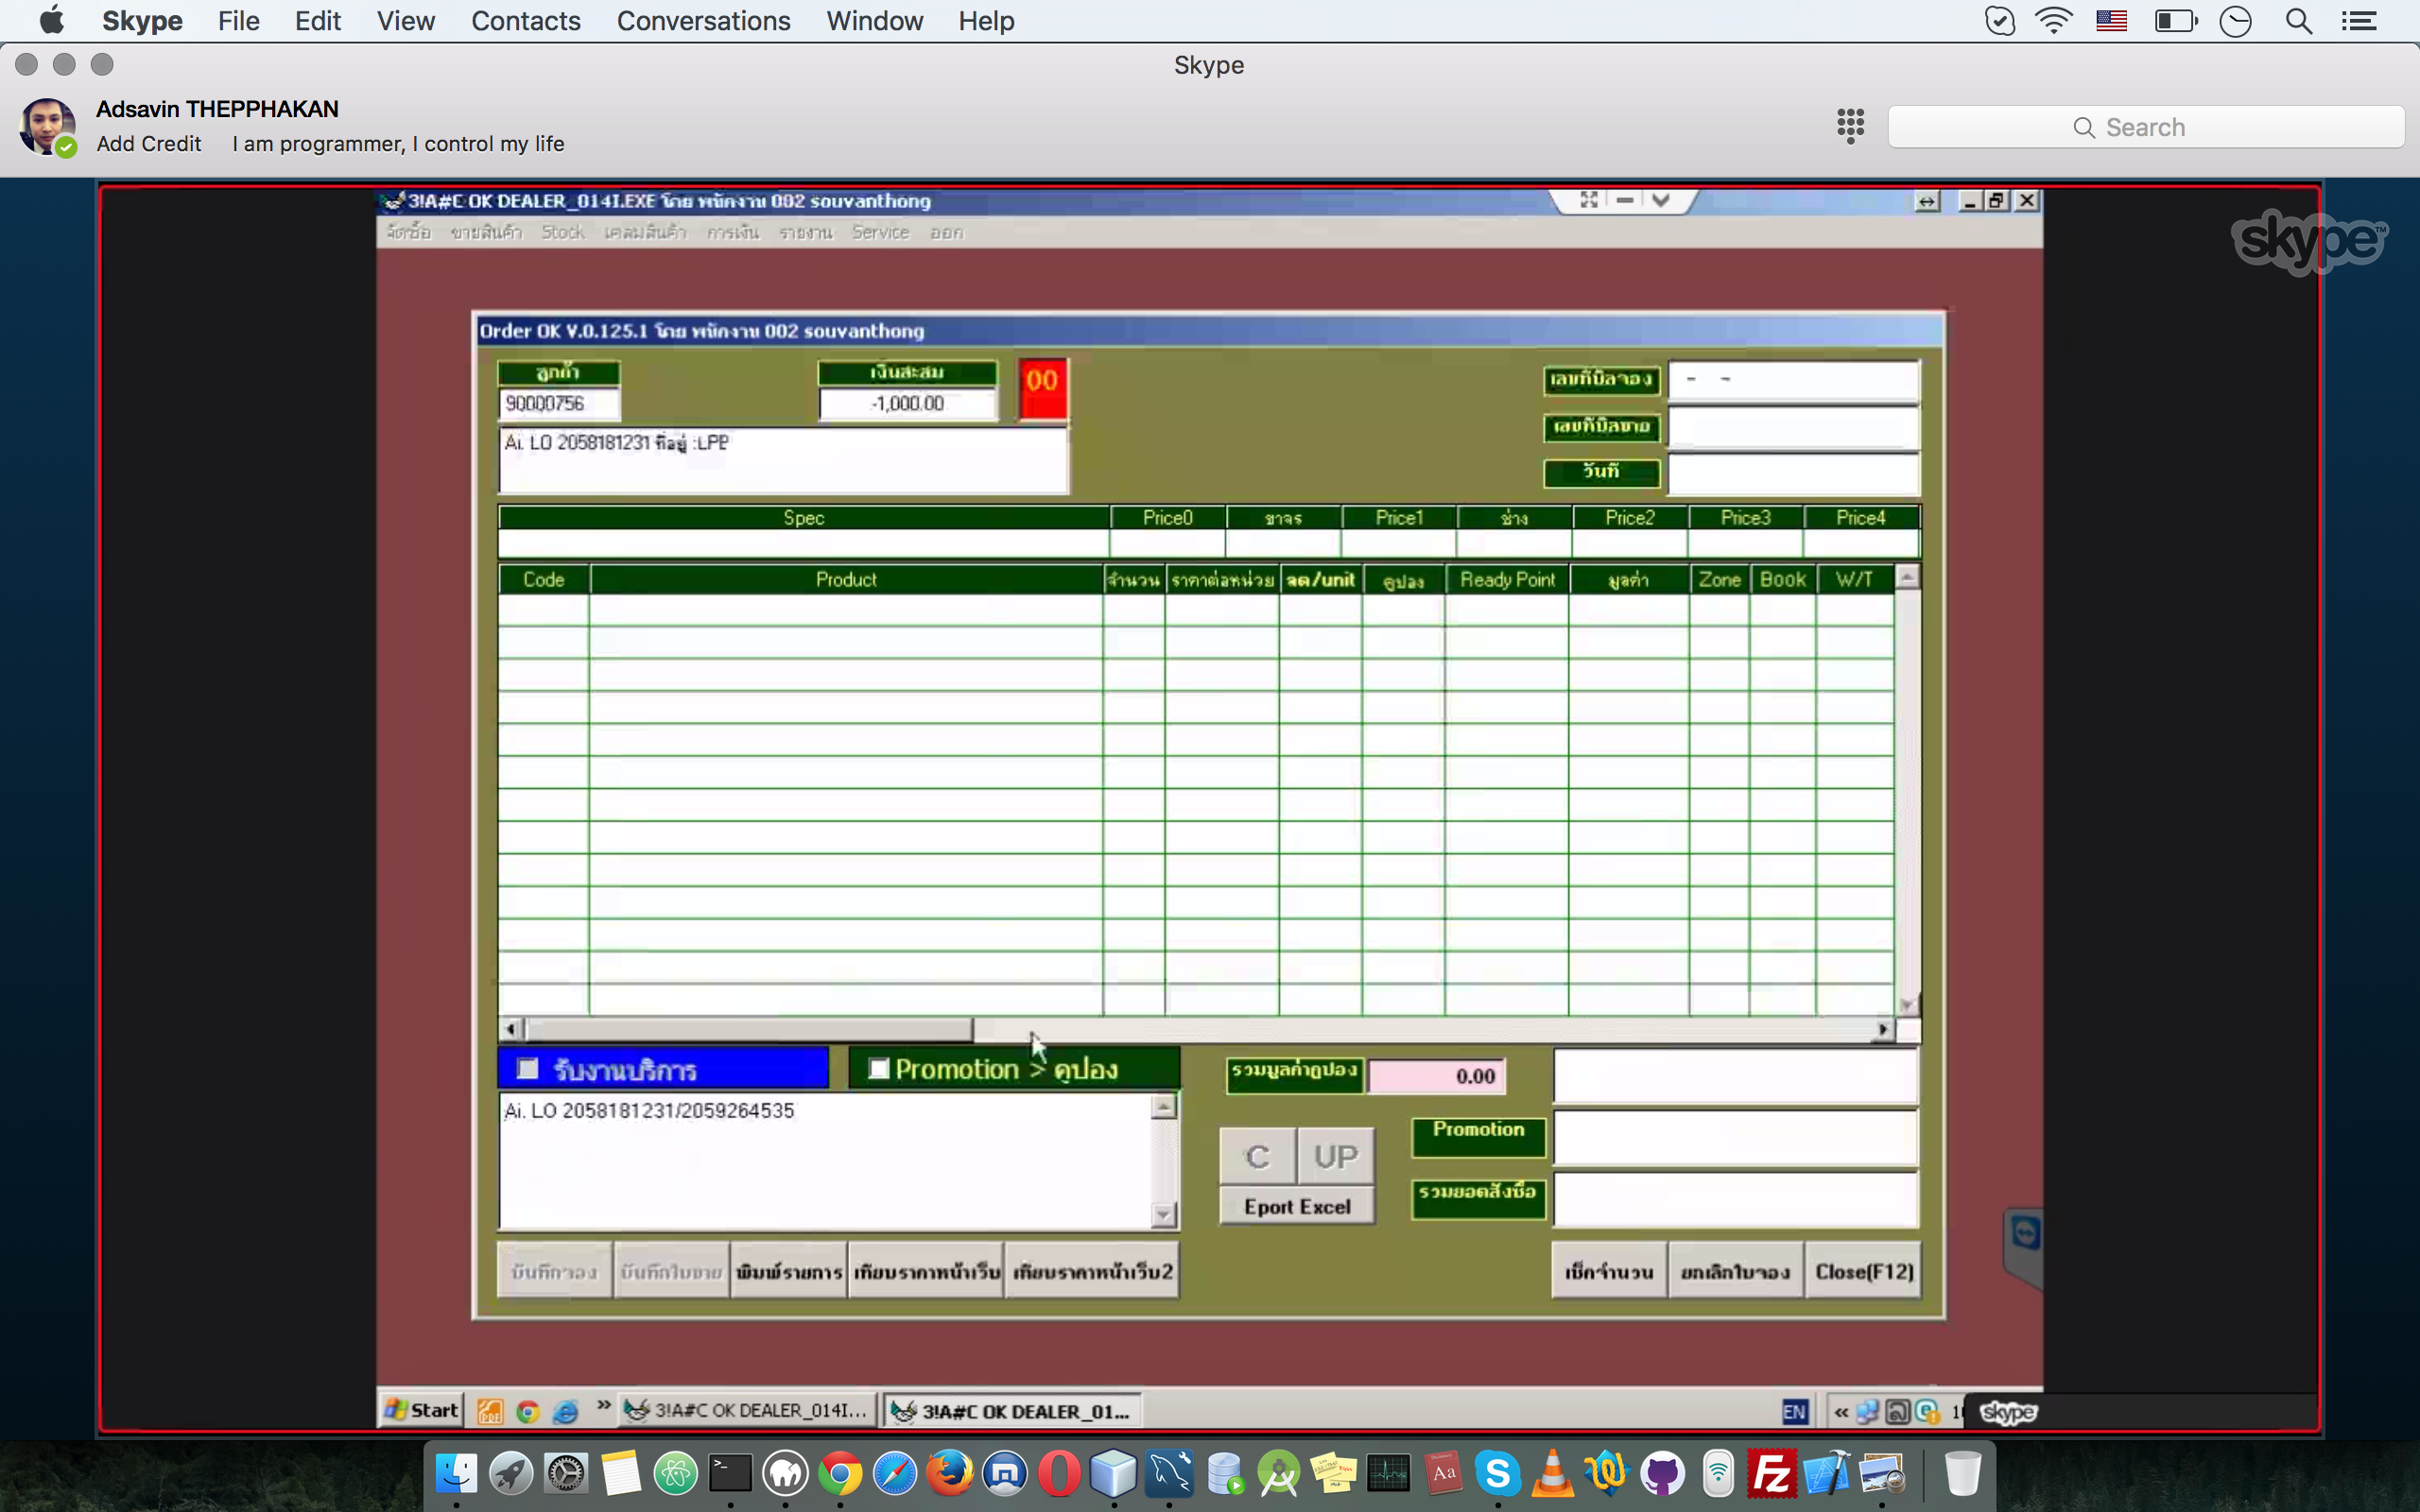 Skype File Edit View Contacts Conversations Window Help
Skype
Adsavin THEPPHAKAN
Add Credit I am programmer, I control my life
Search
3!A#C OK DEALER_014I.EXE โดย พนักงาน 002 souvanthong
จัดซื้อ ขายสินค้า Stock เคลมสินค้า การเงิน รายงาน Service ออก
skype™
Order OK V.0.125.1 โดย พนักงาน 002 souvanthong
ลูกค้า เงินสะสม 00 เลขที่บิลจอง - -
90000756 -1,000.00
เลขที่บิลขาย
Ai. LO 2058181231 ที่อยู่ :LPB
วันที่
Spec Price0 ขาจร Price1 ช่าง Price2 Price3 Price4
Code Product จำนวน ราคาต่อหน่วย ลด/unit คูปอง Ready Point มูลค่า Zone Book W/T
รับงานบริการ Promotion > คูปอง รวมมูลค่าคูปอง 0.00
Ai. LO 2058181231/2059264535
Promotion
C UP
รวมยอดสั่งซื้อ
Eport Excel
บันทึกจอง บันทึกใบขาย พิมพ์รายการ เทียบราคาหน้าเว็บ เทียบราคาหน้าเว็บ2 เช็กจำนวน ยกเลิกใบจอง Close(F12)
Start PDF » 3!A#C OK DEALER_014I... 3!A#C OK DEALER_01... EN « skype
Aa S Fz